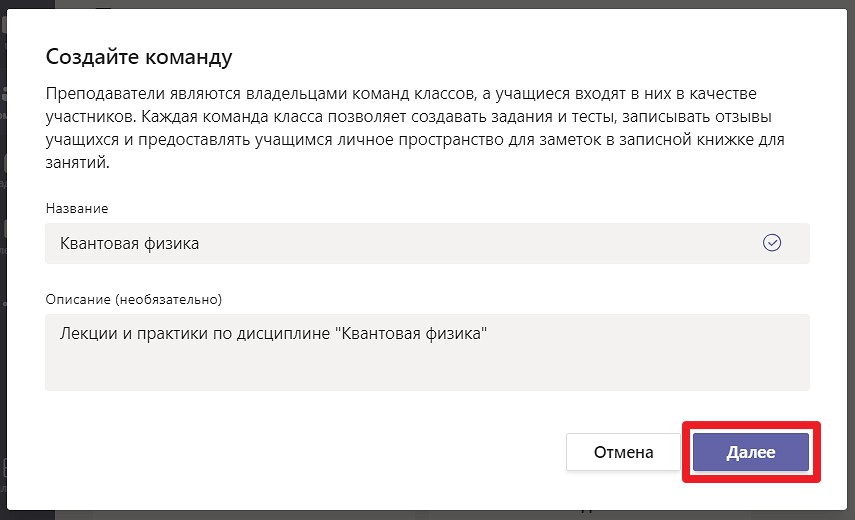 Создайте команду
Преподаватели являются владельцами команд классов, а учащиеся входят в них в качестве
участников. Каждая команда класса позволяет создавать задания и тесты, записывать отзывы
учащихся и предоставлять учащимся личное пространство для заметок в записной книжке для
занятий.
Название
Квантовая физика
Описание (необязательно)
Лекции и практики по дисциплине "Квантовая физика"
Отмена
Далее